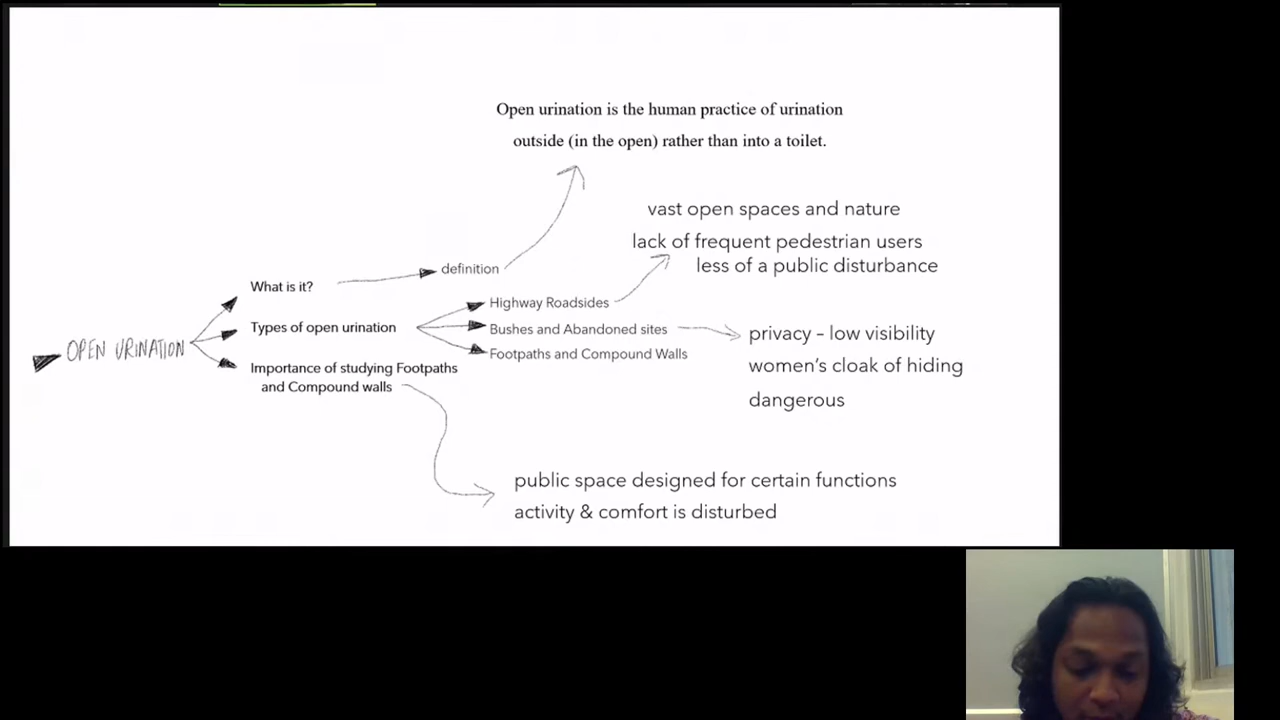 Open urination is the human practice of urination
outside (in the open) rather than into a toilet.
vast open spaces and nature
lack of frequent pedestrian users
less of a public disturbance
definition
What is it?
Highway Roadsides
Types of open urination
Bushes and Abandoned sites
privacy – low visibility
OPEN URINATION
Footpaths and Compound Walls
women's cloak of hiding
Importance of studying Footpaths
and Compound walls
dangerous
public space designed for certain functions
activity & comfort is disturbed